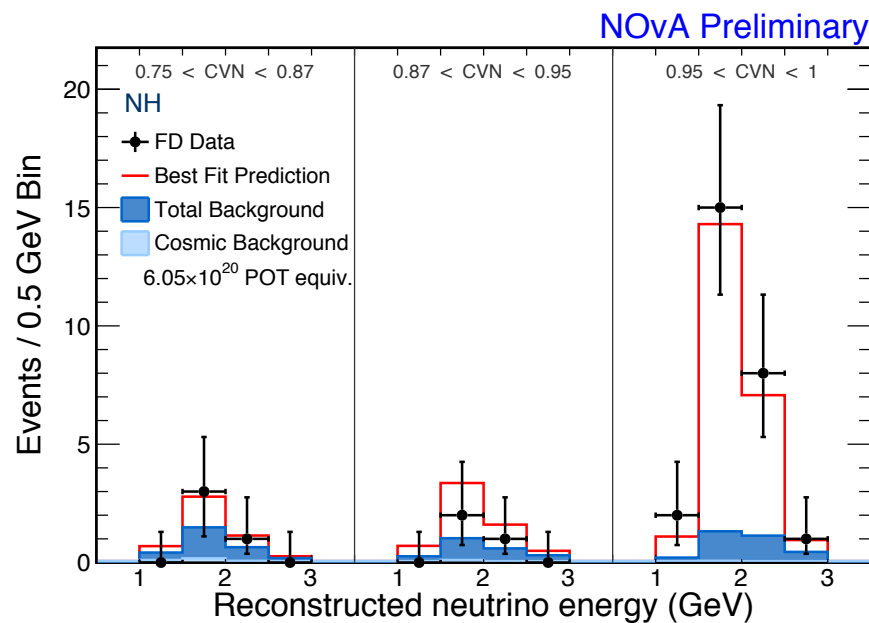 NOvA Preliminary
0.75 < CVN < 0.87
0.87 < CVN < 0.95
0.95 < CVN < 1
NH
FD Data
Best Fit Prediction
Total Background
Cosmic Background
6.05×10²⁰ POT equiv.
Events / 0.5 GeV Bin
20
15
10
5
0
1 2 3 1 2 3 1 2 3
Reconstructed neutrino energy (GeV)